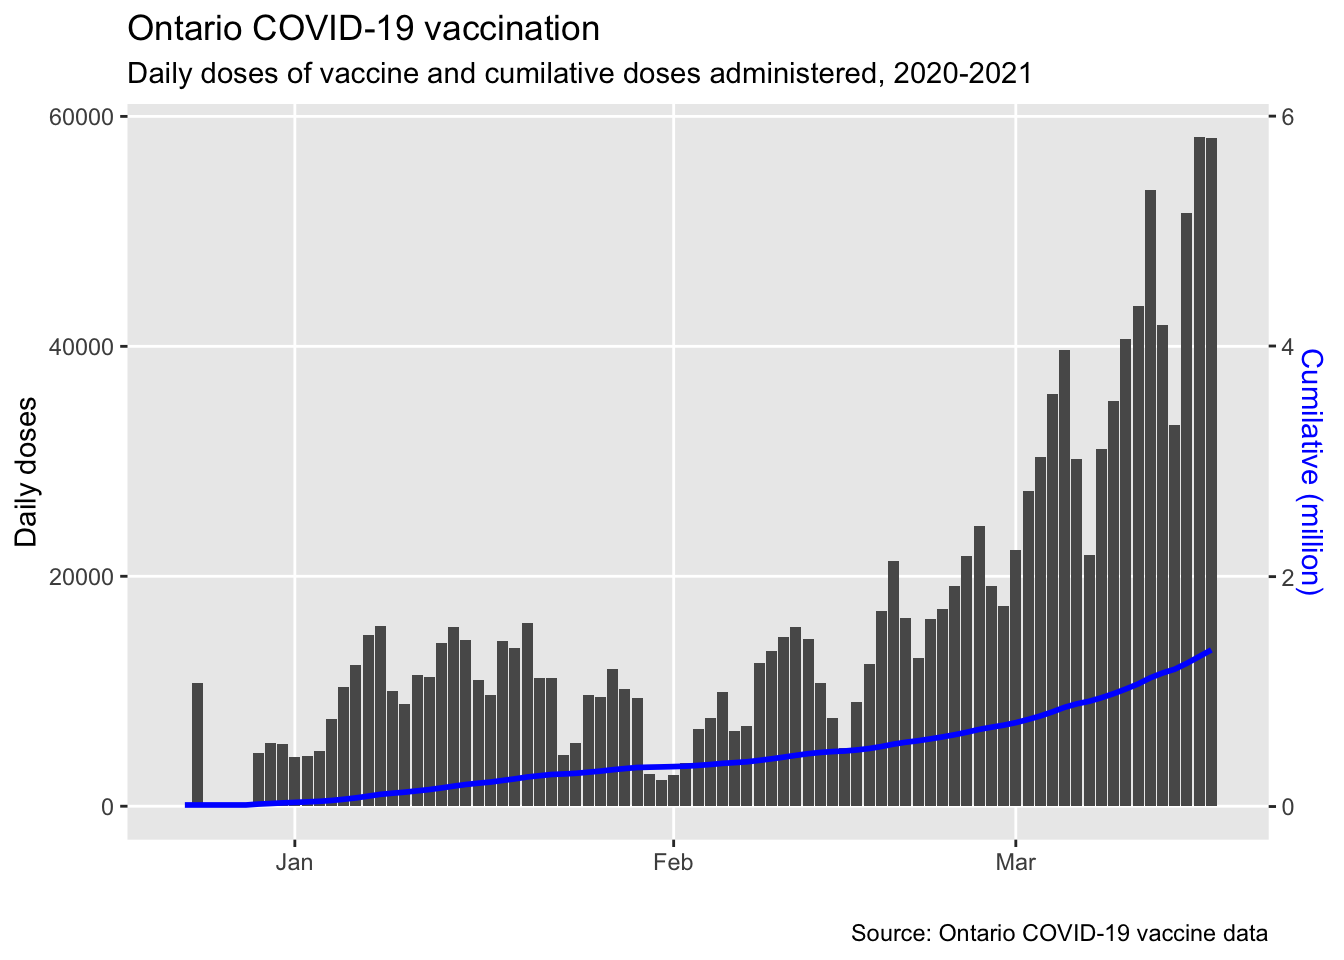 Ontario COVID-19 vaccination
Daily doses of vaccine and cumilative doses administered, 2020-2021
60000
40000
20000
0
Daily doses
6
4
2
0
Cumilative (million)
Jan
Feb
Mar
Source: Ontario COVID-19 vaccine data